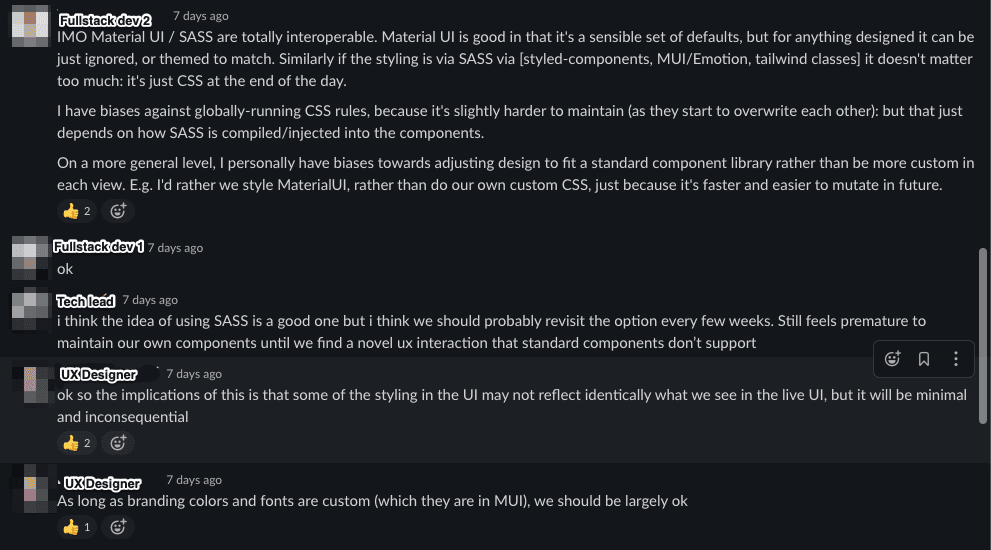 Fullstack dev 2 7 days ago
IMO Material UI / SASS are totally interoperable. Material UI is good in that it's a sensible set of defaults, but for anything designed it can be
just ignored, or themed to match. Similarly if the styling is via SASS via [styled-components, MUI/Emotion, tailwind classes] it doesn't matter
too much: it's just CSS at the end of the day.
I have biases against globally-running CSS rules, because it's slightly harder to maintain (as they start to overwrite each other): but that just
depends on how SASS is compiled/injected into the components.
On a more general level, I personally have biases towards adjusting design to fit a standard component library rather than be more custom in
each view. E.g. I'd rather we style MaterialUI, rather than do our own custom CSS, just because it's faster and easier to mutate in future.
👍 2
Fullstack dev 1 7 days ago
ok
Tech lead 7 days ago
i think the idea of using SASS is a good one but i think we should probably revisit the option every few weeks. Still feels premature to
maintain our own components until we find a novel ux interaction that standard components don't support
UX Designer 7 days ago
ok so the implications of this is that some of the styling in the UI may not reflect identically what we see in the live UI, but it will be minimal
and inconsequential
👍 2
UX Designer 7 days ago
As long as branding colors and fonts are custom (which they are in MUI), we should be largely ok
👍 1